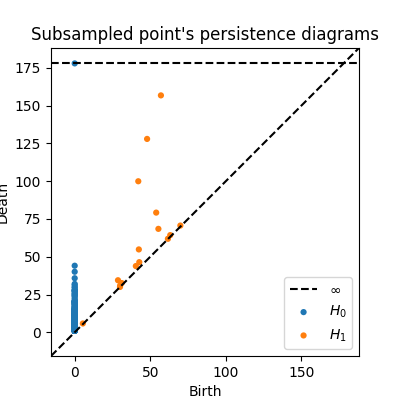 Subsampled point's persistence diagrams
175
150
125
100
75
50
25
0
Death
0 50 100 150
Birth
∞
H₀
H₁